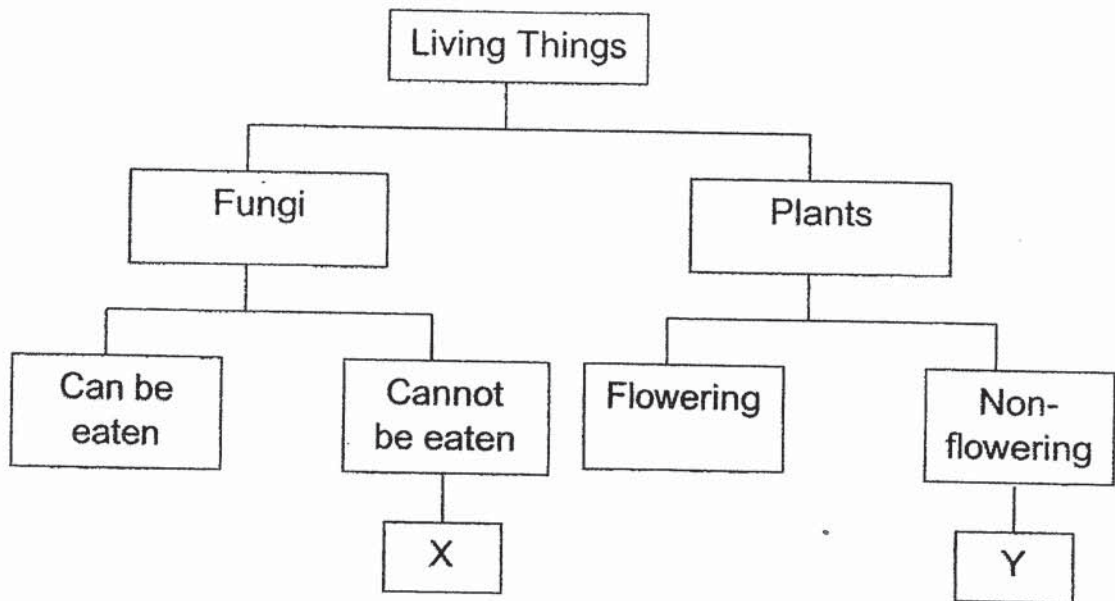 Living Things
Fungi
Plants
Can be
eaten
Cannot
be eaten
Flowering
Non-
flowering
X
Y